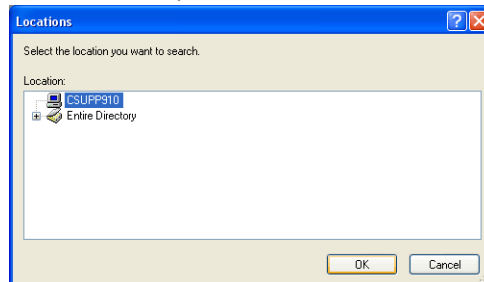 Locations
Select the location you want to search.
Location:
CSUPP910
Entire Directory
OK
Cancel